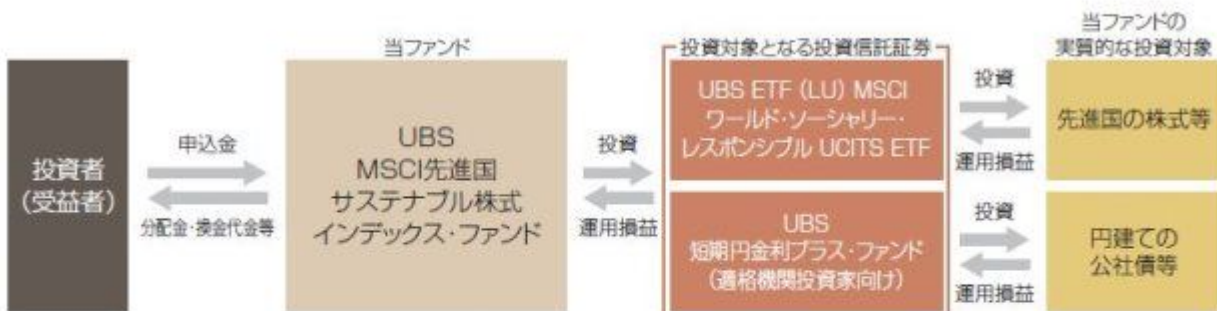 当ファンド
投資対象となる投資信託証券
当ファンドの
実質的な投資対象
投資者
(受益者)
申込金
分配金・換金代金等
UBS
MSCI先進国
サステナブル株式
インデックス・ファンド
投資
運用損益
UBS ETF (LU) MSCI
ワールド・ソーシャリー・
レスポンシブル UCITS ETF
投資
運用損益
先進国の株式等
UBS
短期円金利プラス・ファンド
(適格機関投資家向け)
投資
運用損益
円建ての
公社債等